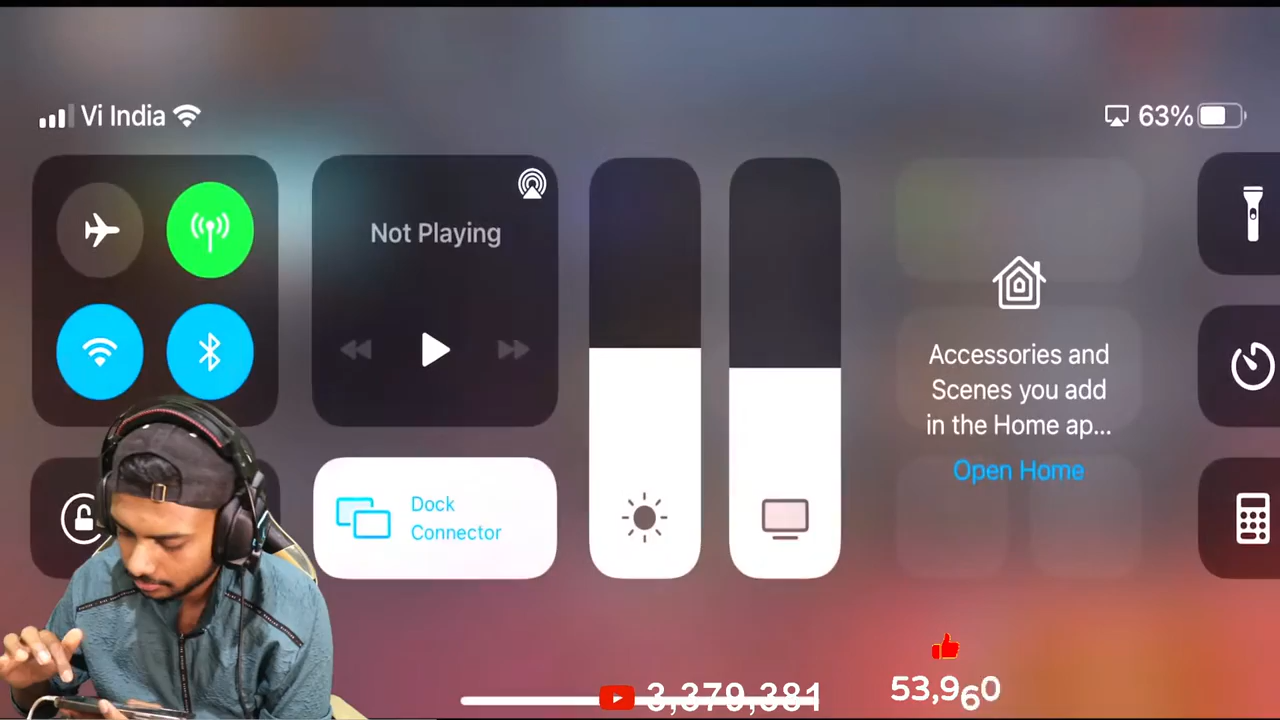 Vi India
63%
Not Playing
Dock
Connector
Accessories and
Scenes you add
in the Home ap...
Open Home
3,379,381
53,960